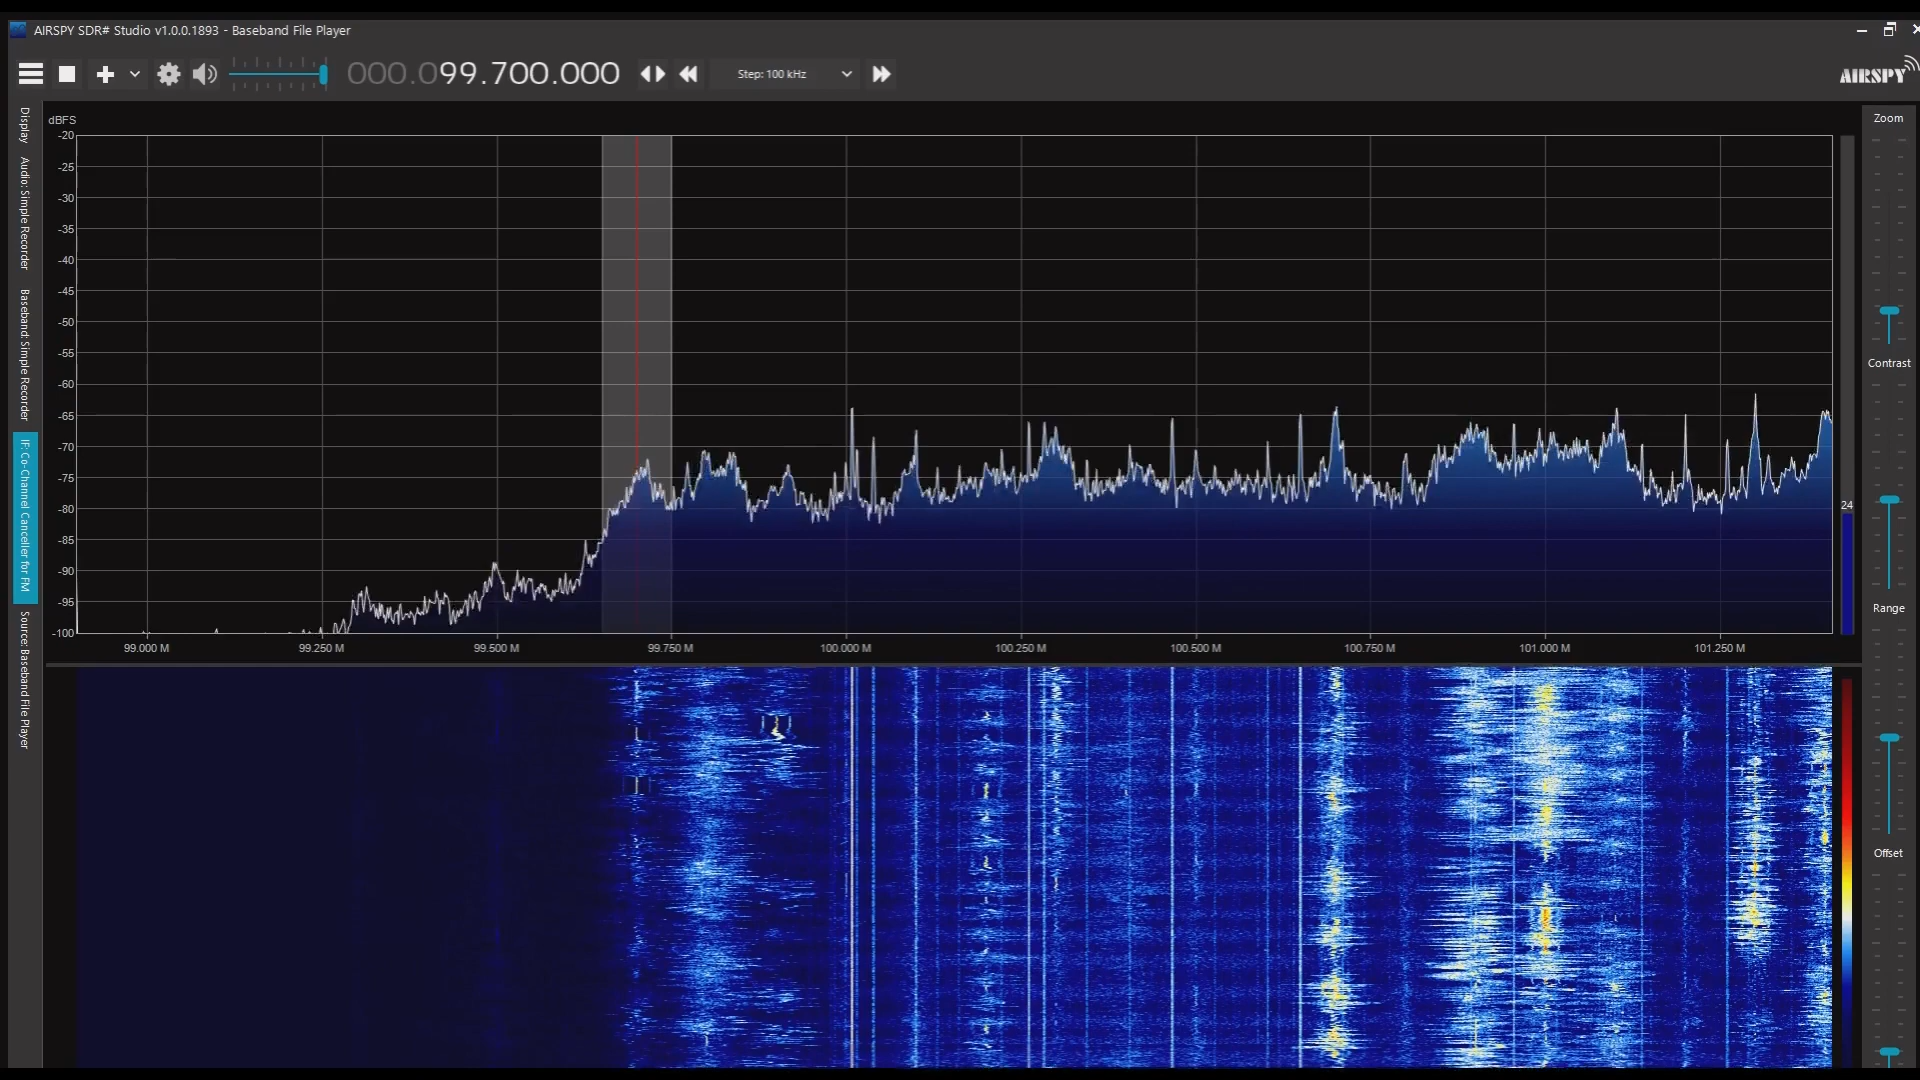 AIRSPY SDR# Studio v1.0.0.1893 - Baseband File Player
000.099.700.000
Step: 100 kHz
AIRSPY
Display
Audio: Simple Recorder
Baseband: Simple Recorder
IF: Co-Channel Canceller for FM
Source: Baseband File Player
dBFS
-20
-25
-30
-35
-40
-45
-50
-55
-60
-65
-70
-75
-80
-85
-90
-95
-100
99.000 M 99.250 M 99.500 M 99.750 M 100.000 M 100.250 M 100.500 M 100.750 M 101.000 M 101.250 M
24
Zoom
Contrast
Range
Offset